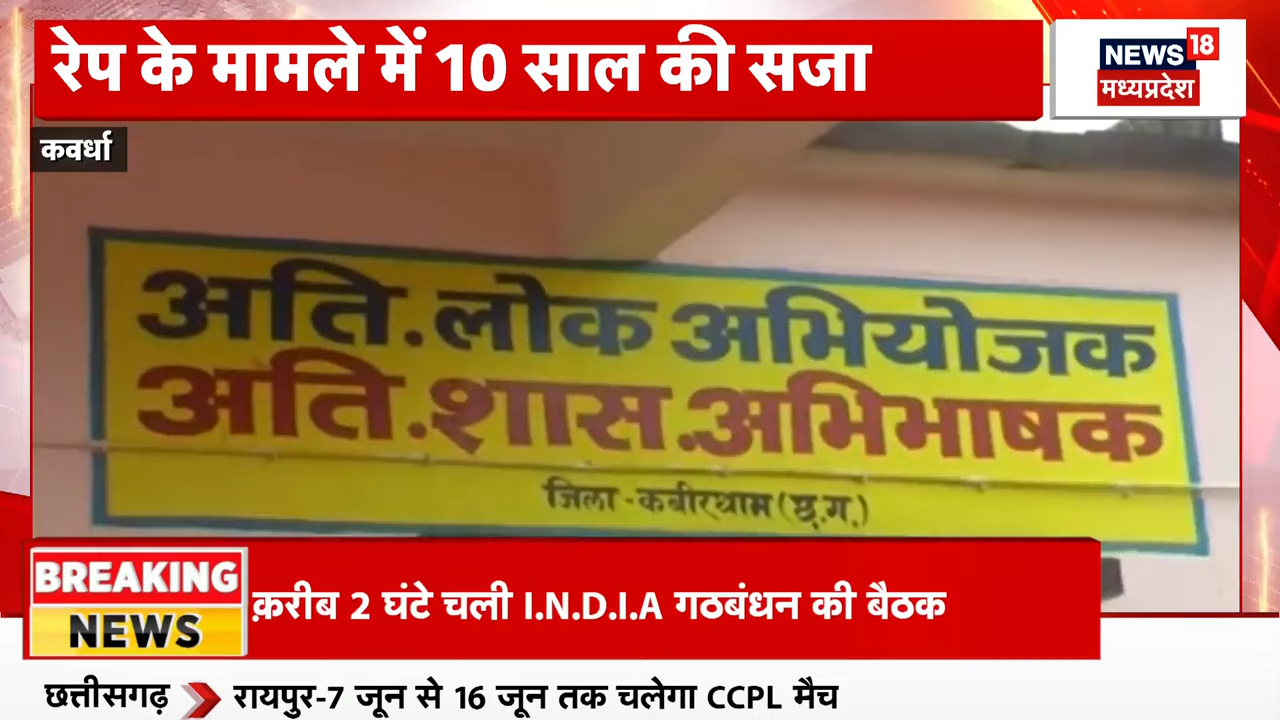 रेप के मामले में 10 साल की सजा
NEWS 18
मध्यप्रदेश
कवर्धा
अति.लोक अभियोजक
अति.शास.अभिभाषक
जिला-कबीरधाम(छ.ग.)
BREAKING
NEWS
क़रीब 2 घंटे चली I.N.D.I.A गठबंधन की बैठक
छत्तीसगढ़ रायपुर-7 जून से 16 जून तक चलेगा CCPL मैच